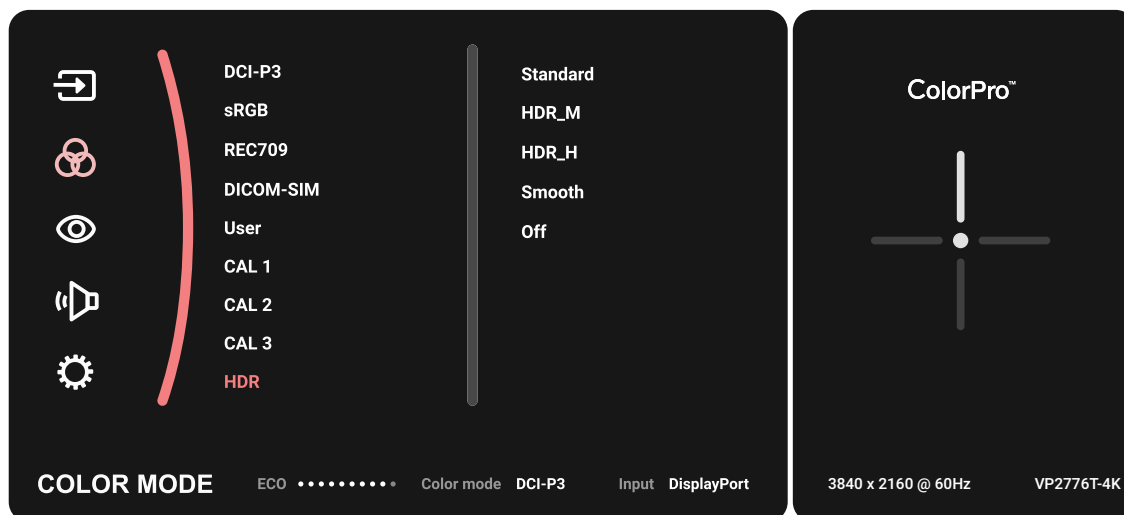 DCI-P3
sRGB
REC709
DICOM-SIM
User
CAL 1
CAL 2
CAL 3
HDR
Standard
HDR_M
HDR_H
Smooth
Off
COLOR MODE
ECO
Color mode DCI-P3
Input DisplayPort
ColorPro™
3840 x 2160 @ 60Hz
VP2776T-4K